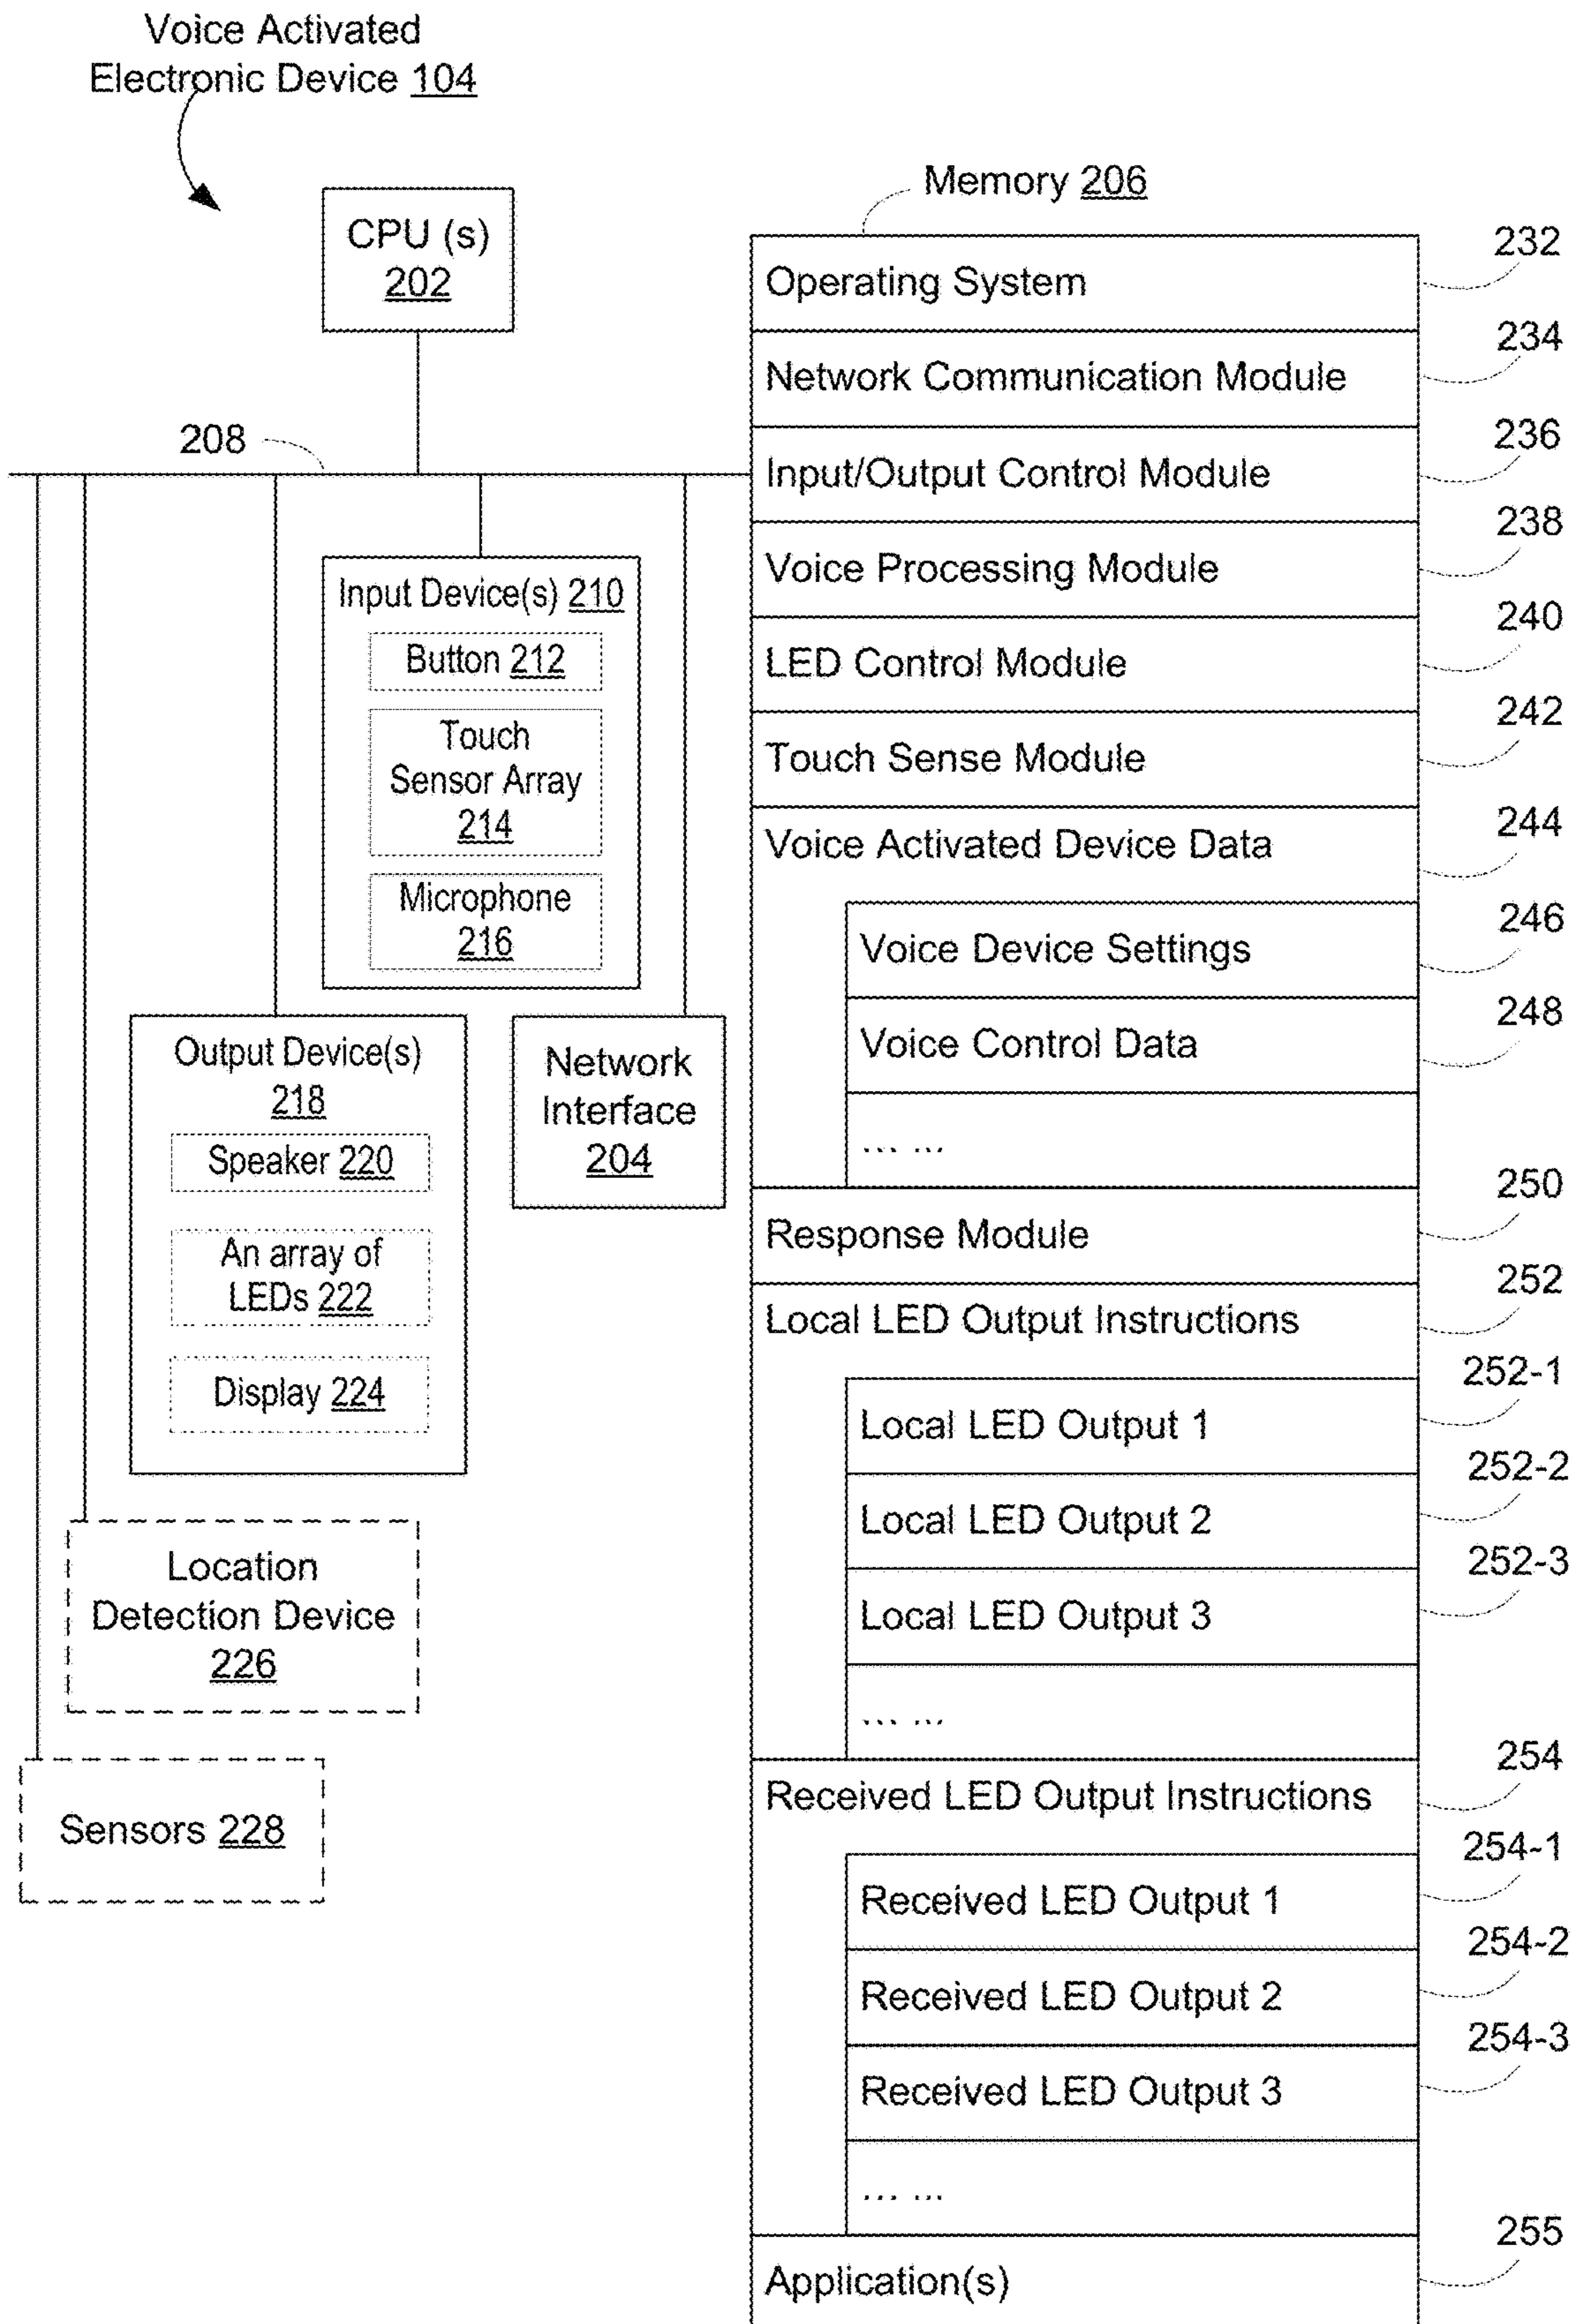 Voice Activated
Electronic Device 104
CPU (s)
202
208
Input Device(s) 210
Button 212
Touch
Sensor Array
214
Microphone
216
Output Device(s)
218
Speaker 220
An array of
LEDs 222
Display 224
Network
Interface
204
Location
Detection Device
226
Sensors 228
Memory 206
Operating System
232
Network Communication Module
234
Input/Output Control Module
236
Voice Processing Module
238
LED Control Module
240
Touch Sense Module
242
Voice Activated Device Data
244
Voice Device Settings
246
Voice Control Data
248
... ...
Response Module
250
Local LED Output Instructions
252
Local LED Output 1
252-1
Local LED Output 2
252-2
Local LED Output 3
252-3
... ...
Received LED Output Instructions
254
Received LED Output 1
254-1
Received LED Output 2
254-2
Received LED Output 3
254-3
... ...
Application(s)
255